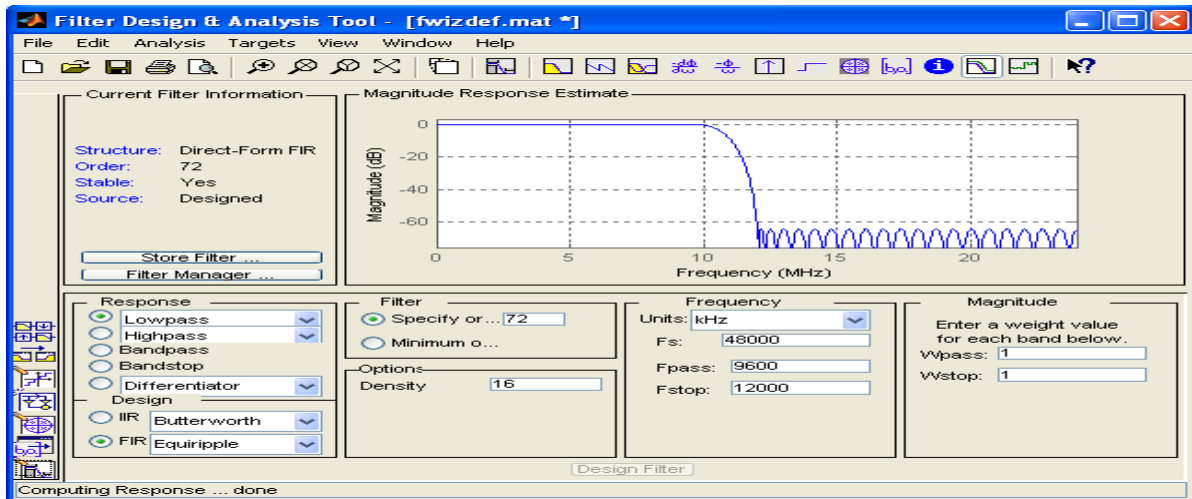 Filter Design & Analysis Tool - [fwizdef.mat *]
File Edit Analysis Targets View Window Help
Current Filter Information
Structure: Direct-Form FIR
Order: 72
Stable: Yes
Source: Designed
Store Filter ...
Filter Manager ...
Magnitude Response Estimate
Magnitude (dB)
0
-20
-40
-60
0 5 10 15 20
Frequency (MHz)
Response
Lowpass
Highpass
Bandpass
Bandstop
Differentiator
Design
IIR Butterworth
FIR Equiripple
Filter
Specify or... 72
Minimum o...
Options
Density 16
Frequency
Units: kHz
Fs: 48000
Fpass: 9600
Fstop: 12000
Magnitude
Enter a weight value
for each band below.
Wpass: 1
Wstop: 1
Design Filter
Computing Response ... done